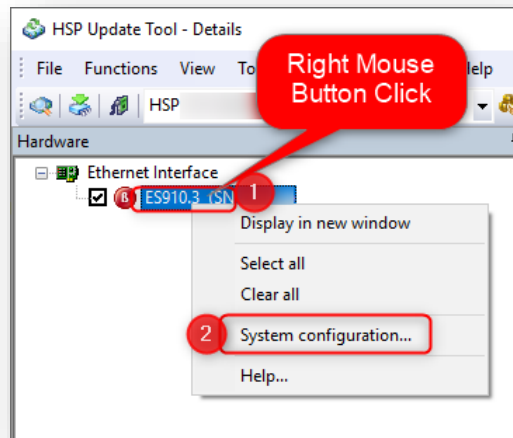 HSP Update Tool - Details
File Functions View To elp
Right Mouse
Button Click
HSP
Hardware
Ethernet Interface
ES910.3 (SN
1
Display in new window
Select all
Clear all
2
System configuration...
Help...